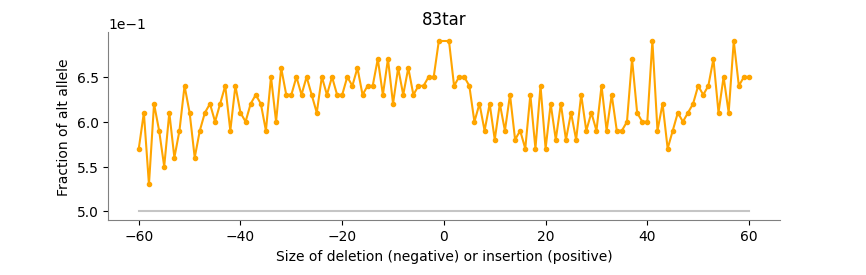 83tar
1e−1
Fraction of alt allele
6.5
6.0
5.5
5.0
−60 −40 −20 0 20 40 60
Size of deletion (negative) or insertion (positive)